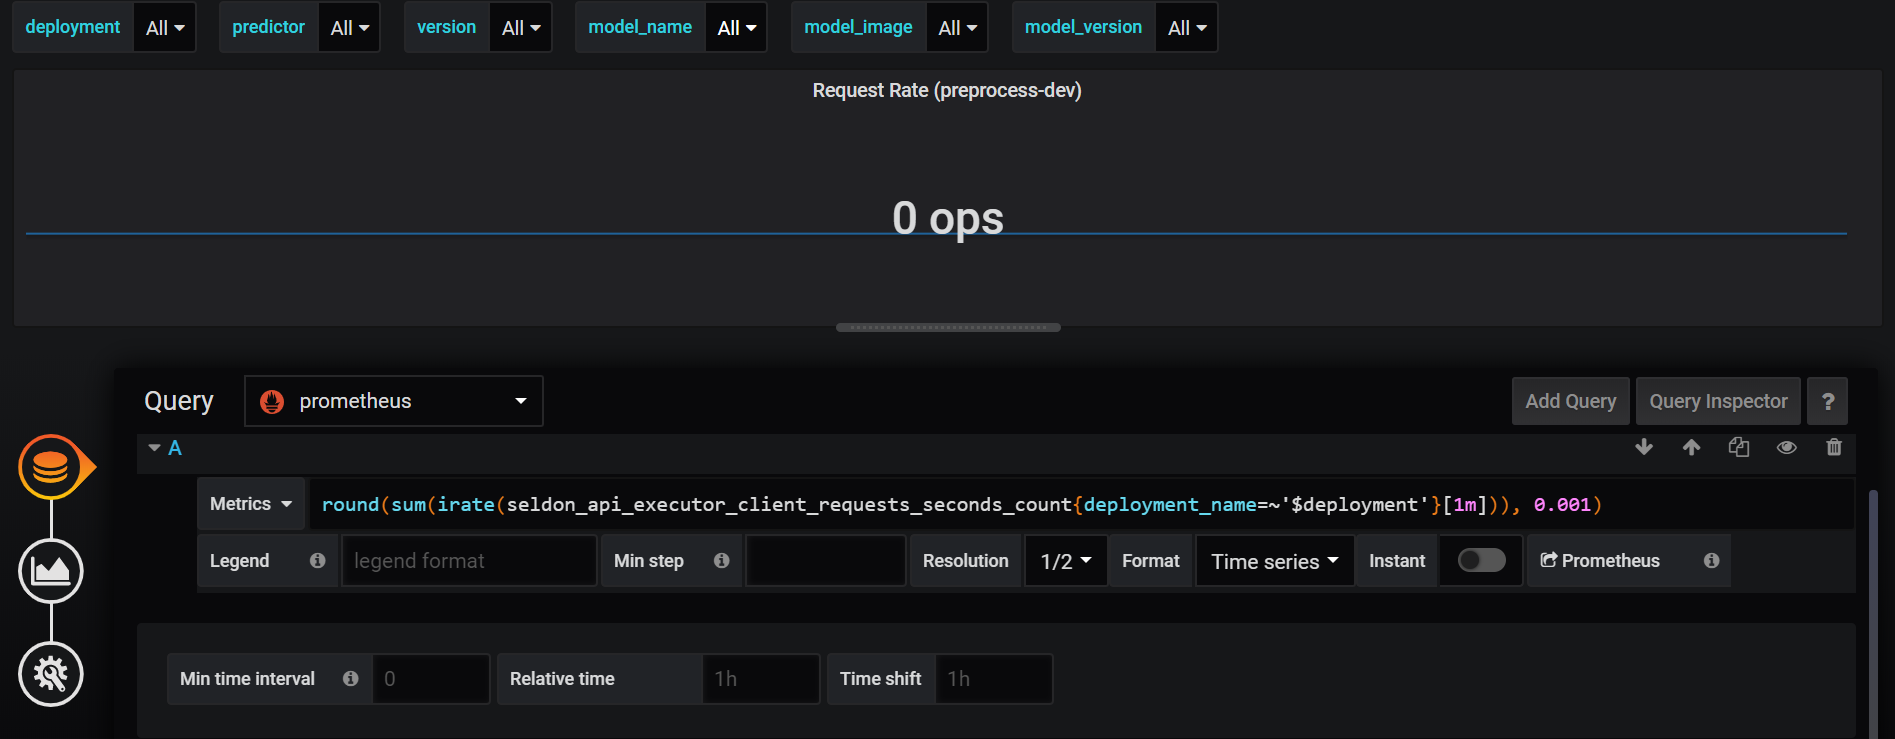 deployment All predictor All version All model_name All model_image All model_version All
Request Rate (preprocess-dev)
0 ops
Query prometheus Add Query Query Inspector ?
A
Metrics round(sum(irate(seldon_api_executor_client_requests_seconds_count{deployment_name=~'$deployment'}[1m])), 0.001)
Legend legend format Min step Resolution 1/2 Format Time series Instant Prometheus
Min time interval 0 Relative time 1h Time shift 1h